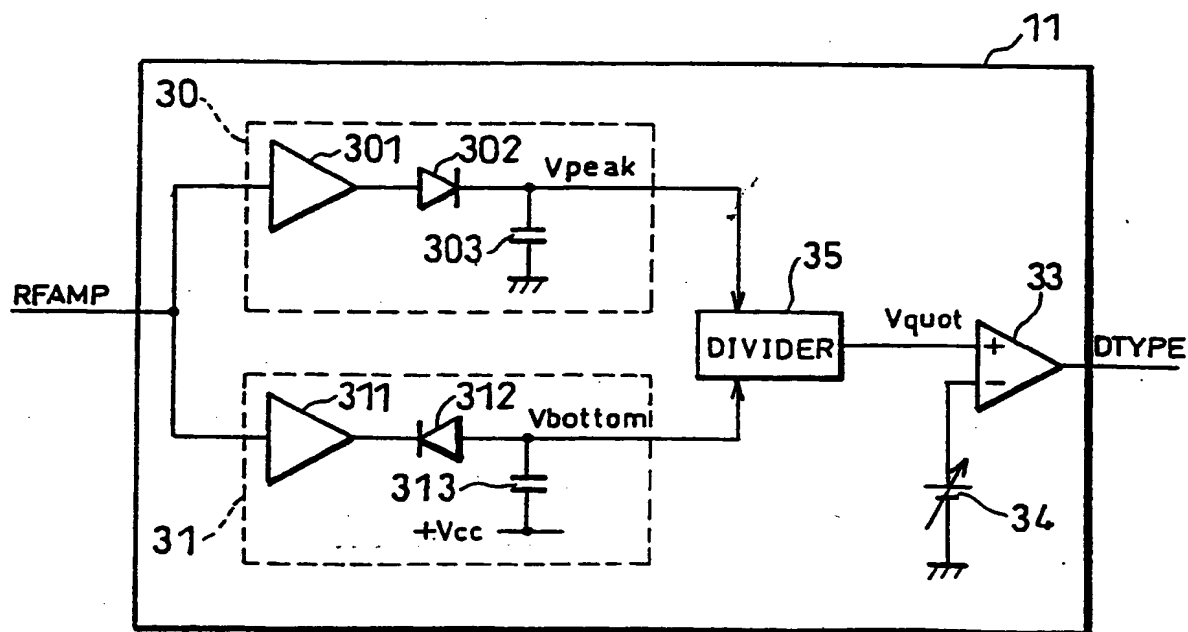 11
30
301
302
Vpeak
303
35
33
RFAMP
DIVIDER
Vquot
+
−
DTYPE
311
312
Vbottom
313
+Vcc
31
34